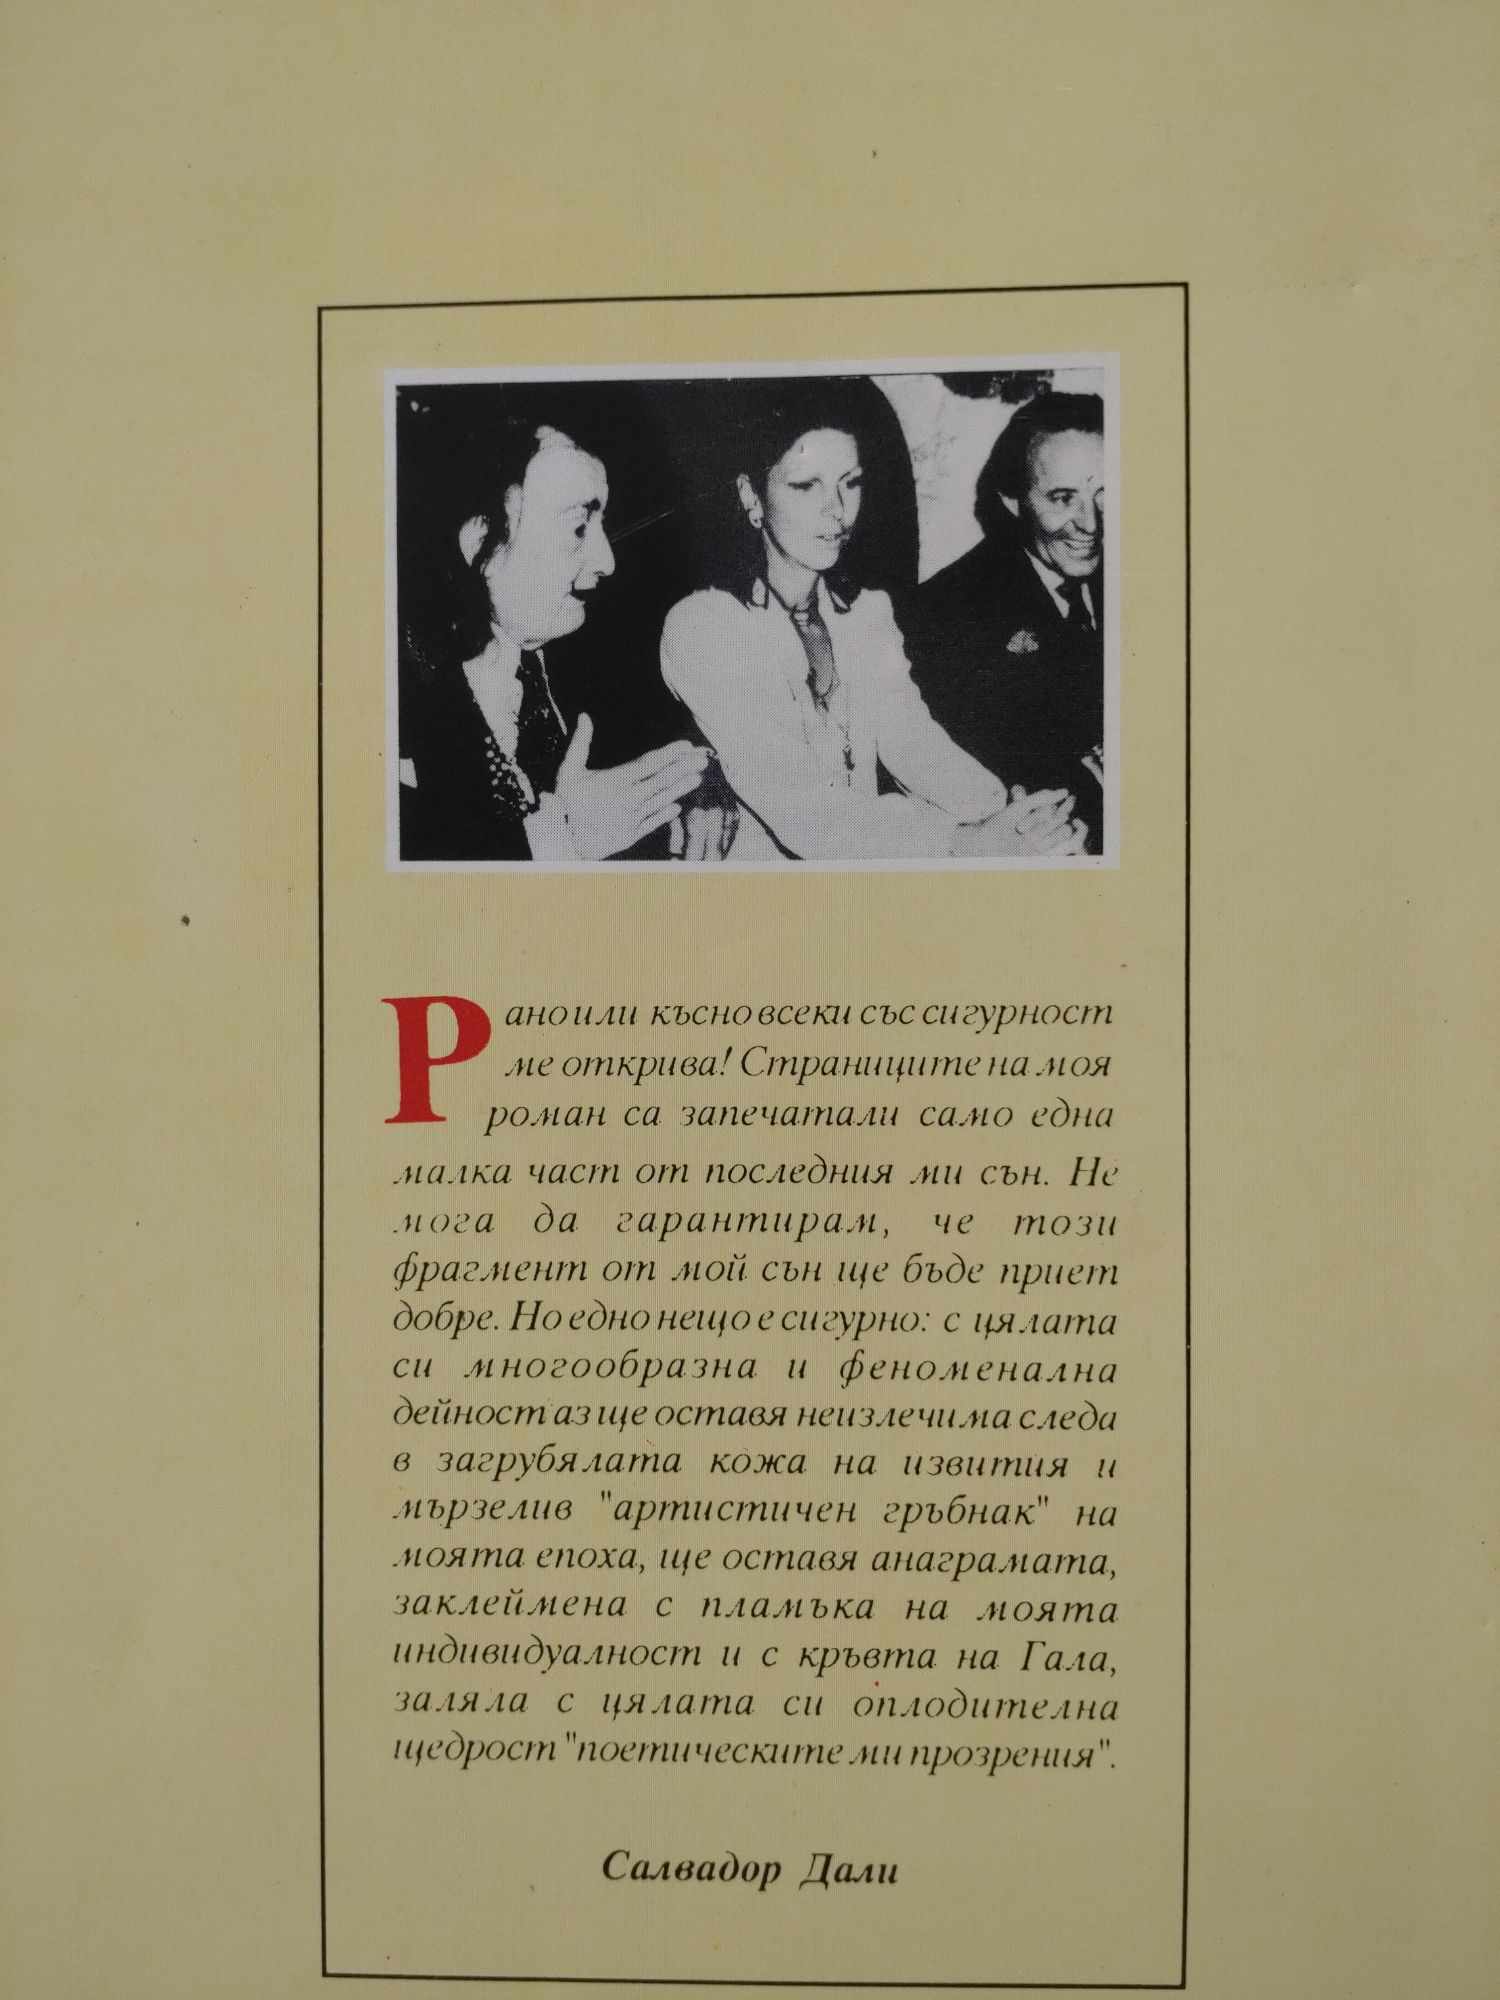 Рано или късно всеки със сигурност
ме открива! Страниците на моя
роман са запечатали само една
малка част от последния ми сън. Не
мога да гарантирам, че този
фрагмент от мой сън ще бъде приет
добре. Но едно нещо е сигурно: с цялата
си многообразна и феноменална
дейност аз ще оставя неизлечима следа
в загрубялата кожа на извития и
мързелив "артистичен гръбнак" на
моята епоха, ще оставя анаграмата,
заклеймена с пламъка на моята
индивидуалност и с кръвта на Гала,
заляла с цялата си оплодителна
щедрост "поетическите ми прозрения".
Салвадор Дали